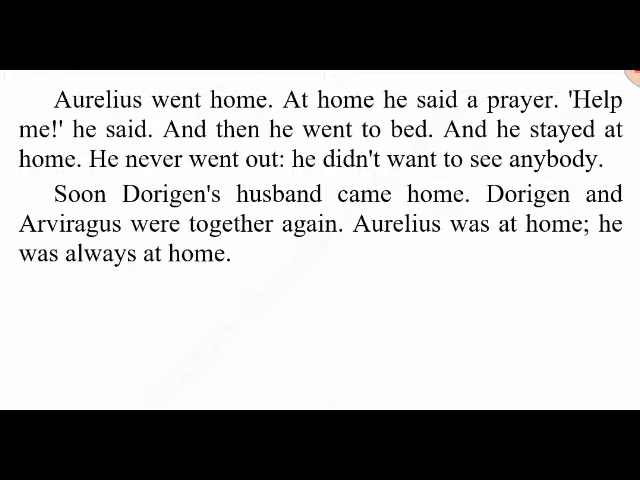 Aurelius went home. At home he said a prayer. 'Help
me!' he said. And then he went to bed. And he stayed at
home. He never went out: he didn't want to see anybody.
Soon Dorigen's husband came home. Dorigen and
Arviragus were together again. Aurelius was at home; he
was always at home.